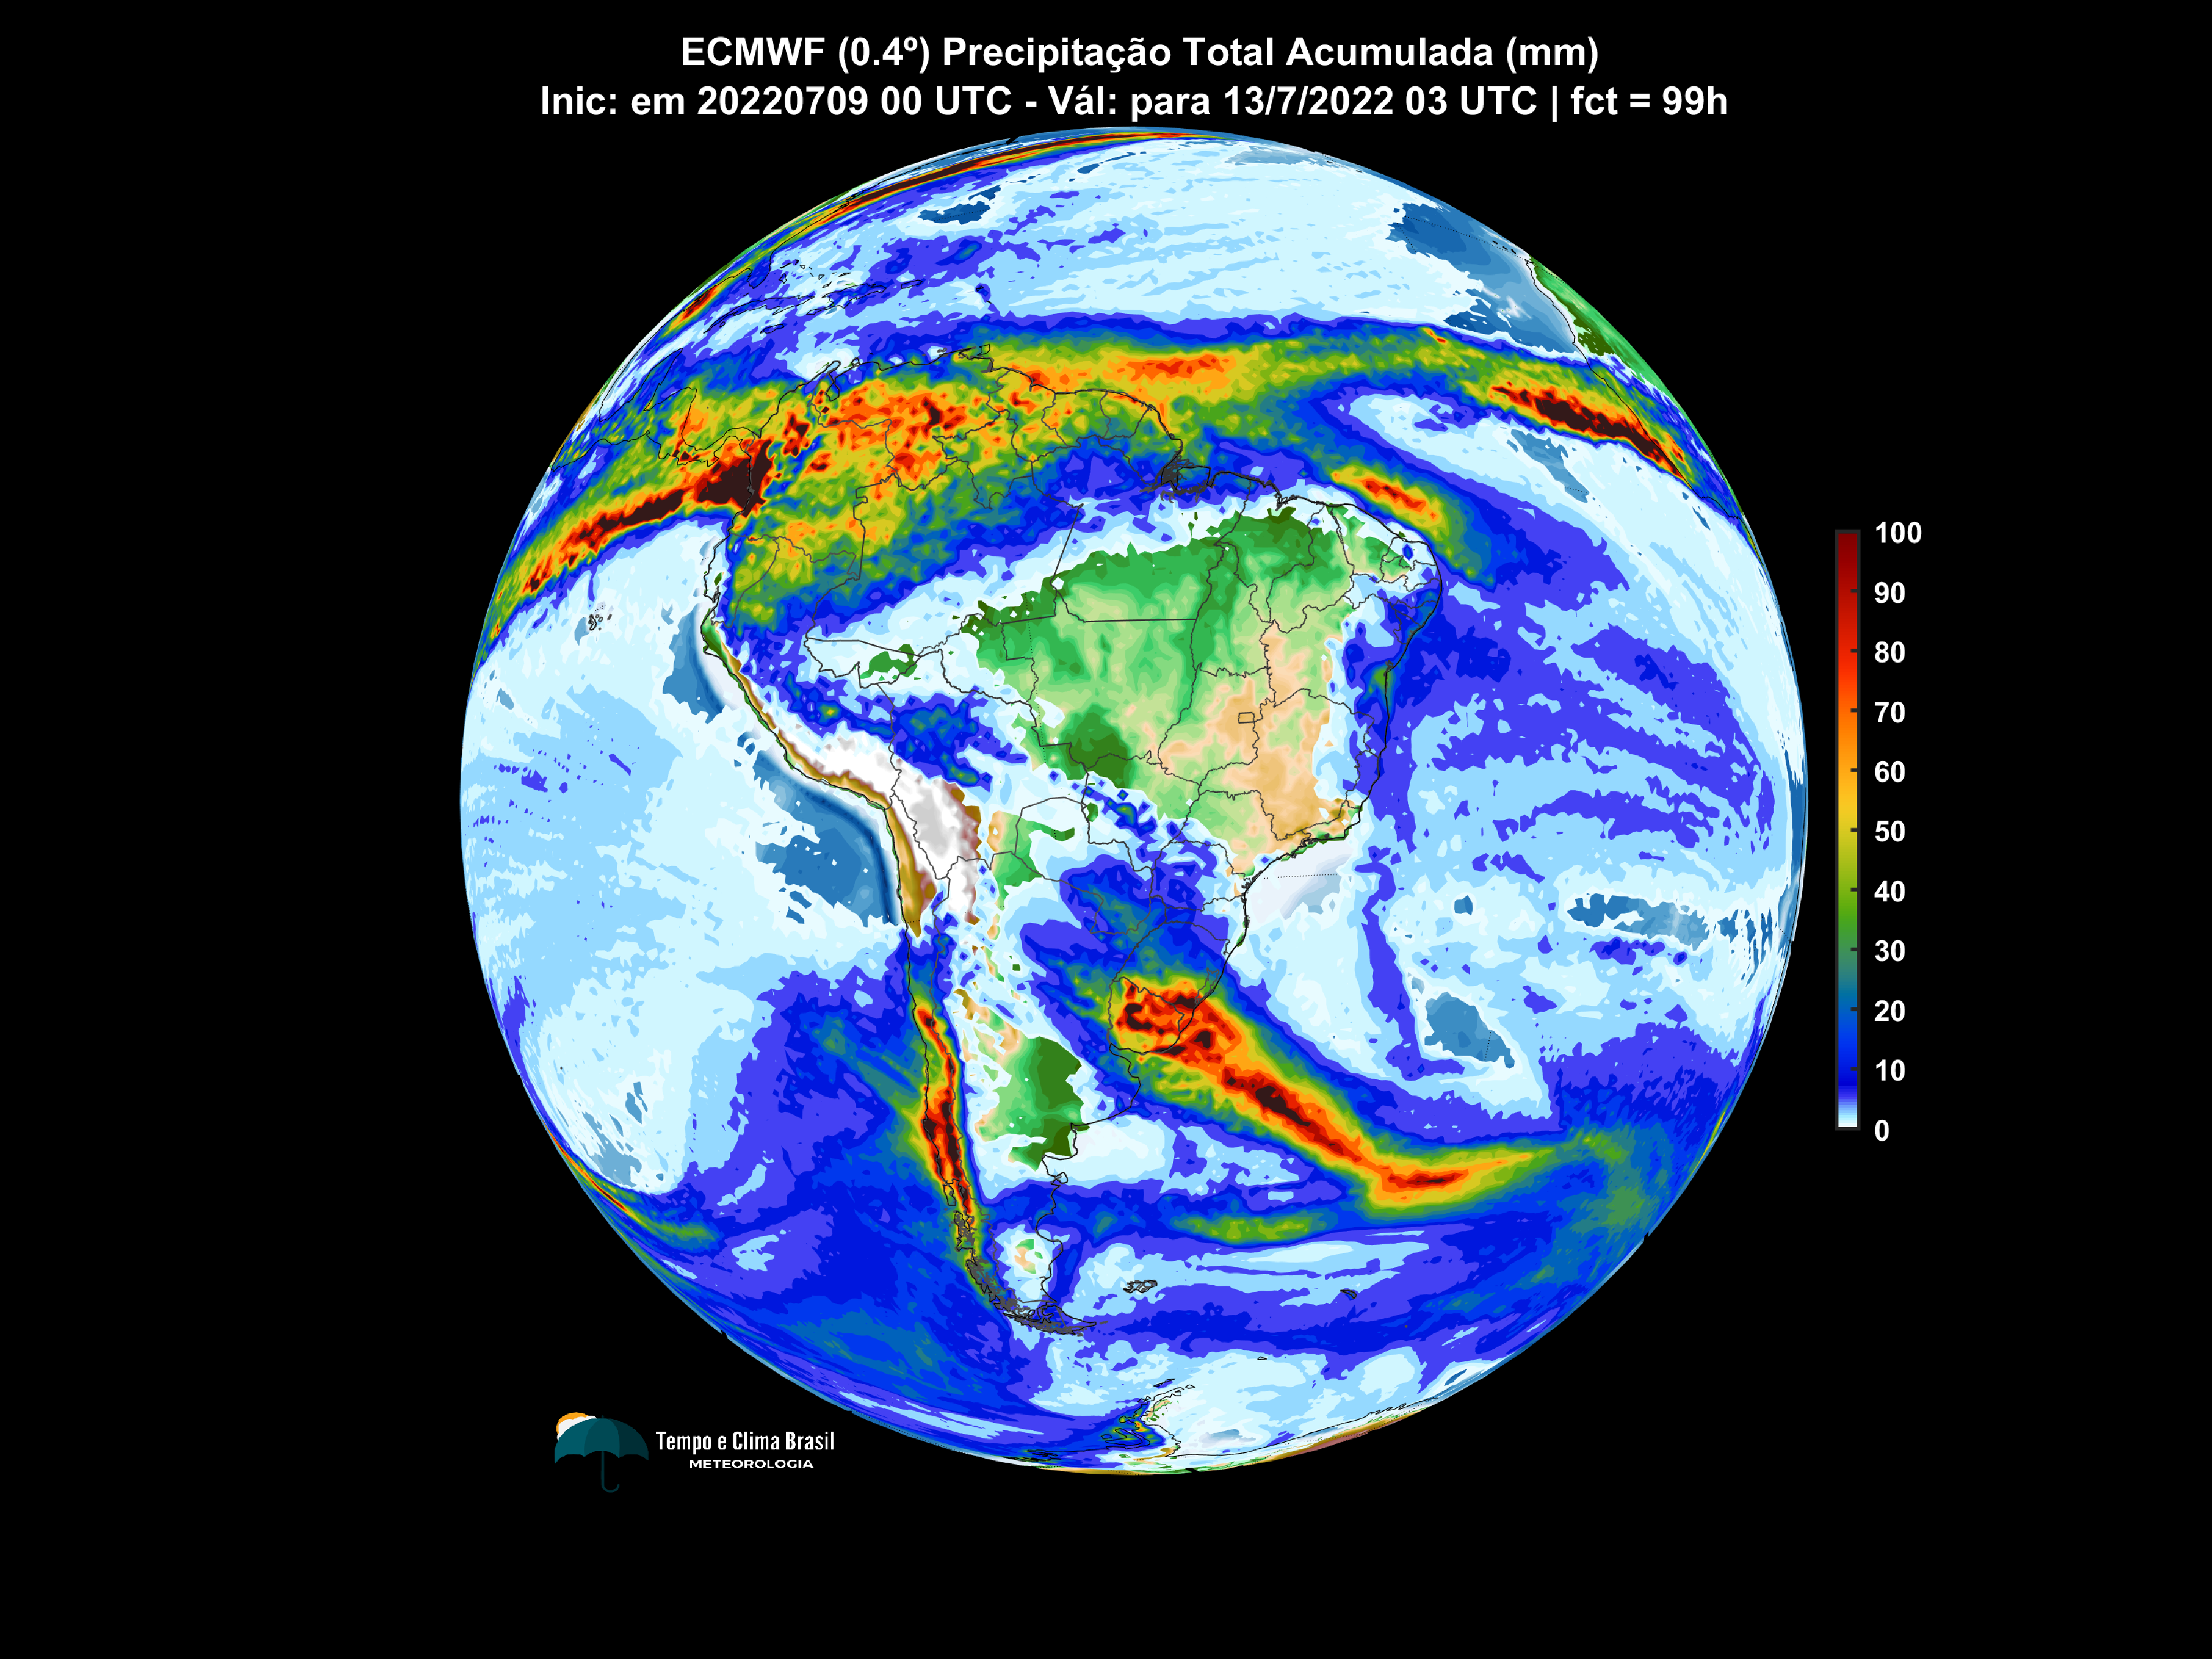 ECMWF (0.4º) Precipitação Total Acumulada (mm)
Inic: em 20220709 00 UTC - Vál: para 13/7/2022 03 UTC | fct = 99h
100
90
80
70
60
50
40
30
20
10
0
Tempo e Clima Brasil
METEOROLOGIA